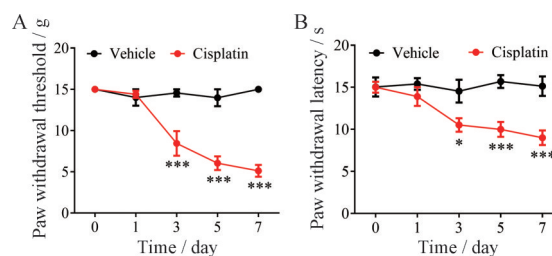 A
Paw withdrawal threshold / g
Vehicle Cisplatin
20
15
10
5
0
*** *** ***
0 1 3 5 7
Time / day
B
Paw withdrawal latency / s
Vehicle Cisplatin
20
15
10
5
0
* *** ***
0 1 3 5 7
Time / day